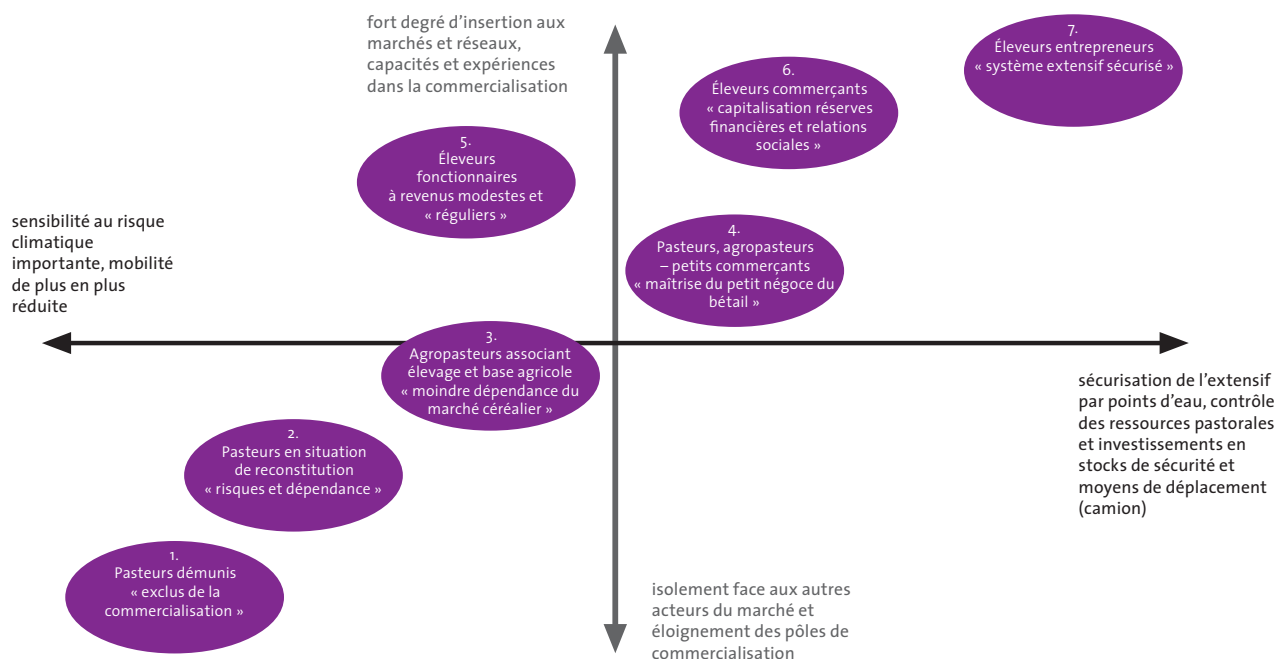 fort degré d’insertion aux
marchés et réseaux,
capacités et expériences
dans la commercialisation
7.
Éleveurs entrepreneurs
« système extensif sécurisé »
6.
Éleveurs commerçants
« capitalisation réserves
financières et relations
sociales »
5.
Éleveurs
fonctionnaires
à revenus modestes et
« réguliers »
sensibilité au risque
climatique
importante, mobilité
de plus en plus
réduite
4.
Pasteurs, agropasteurs
– petits commerçants
« maîtrise du petit négoce du
bétail »
3.
Agropasteurs associant
élevage et base agricole
« moindre dépendance du
marché céréalier »
sécurisation de l’extensif
par points d’eau, contrôle
des ressources pastorales
et investissements en
stocks de sécurité et
moyens de déplacement
(camion)
2.
Pasteurs en situation
de reconstitution
« risques et dépendance »
1.
Pasteurs démunis
« exclus de la
commercialisation »
isolement face aux autres
acteurs du marché et
éloignement des pôles de
commercialisation